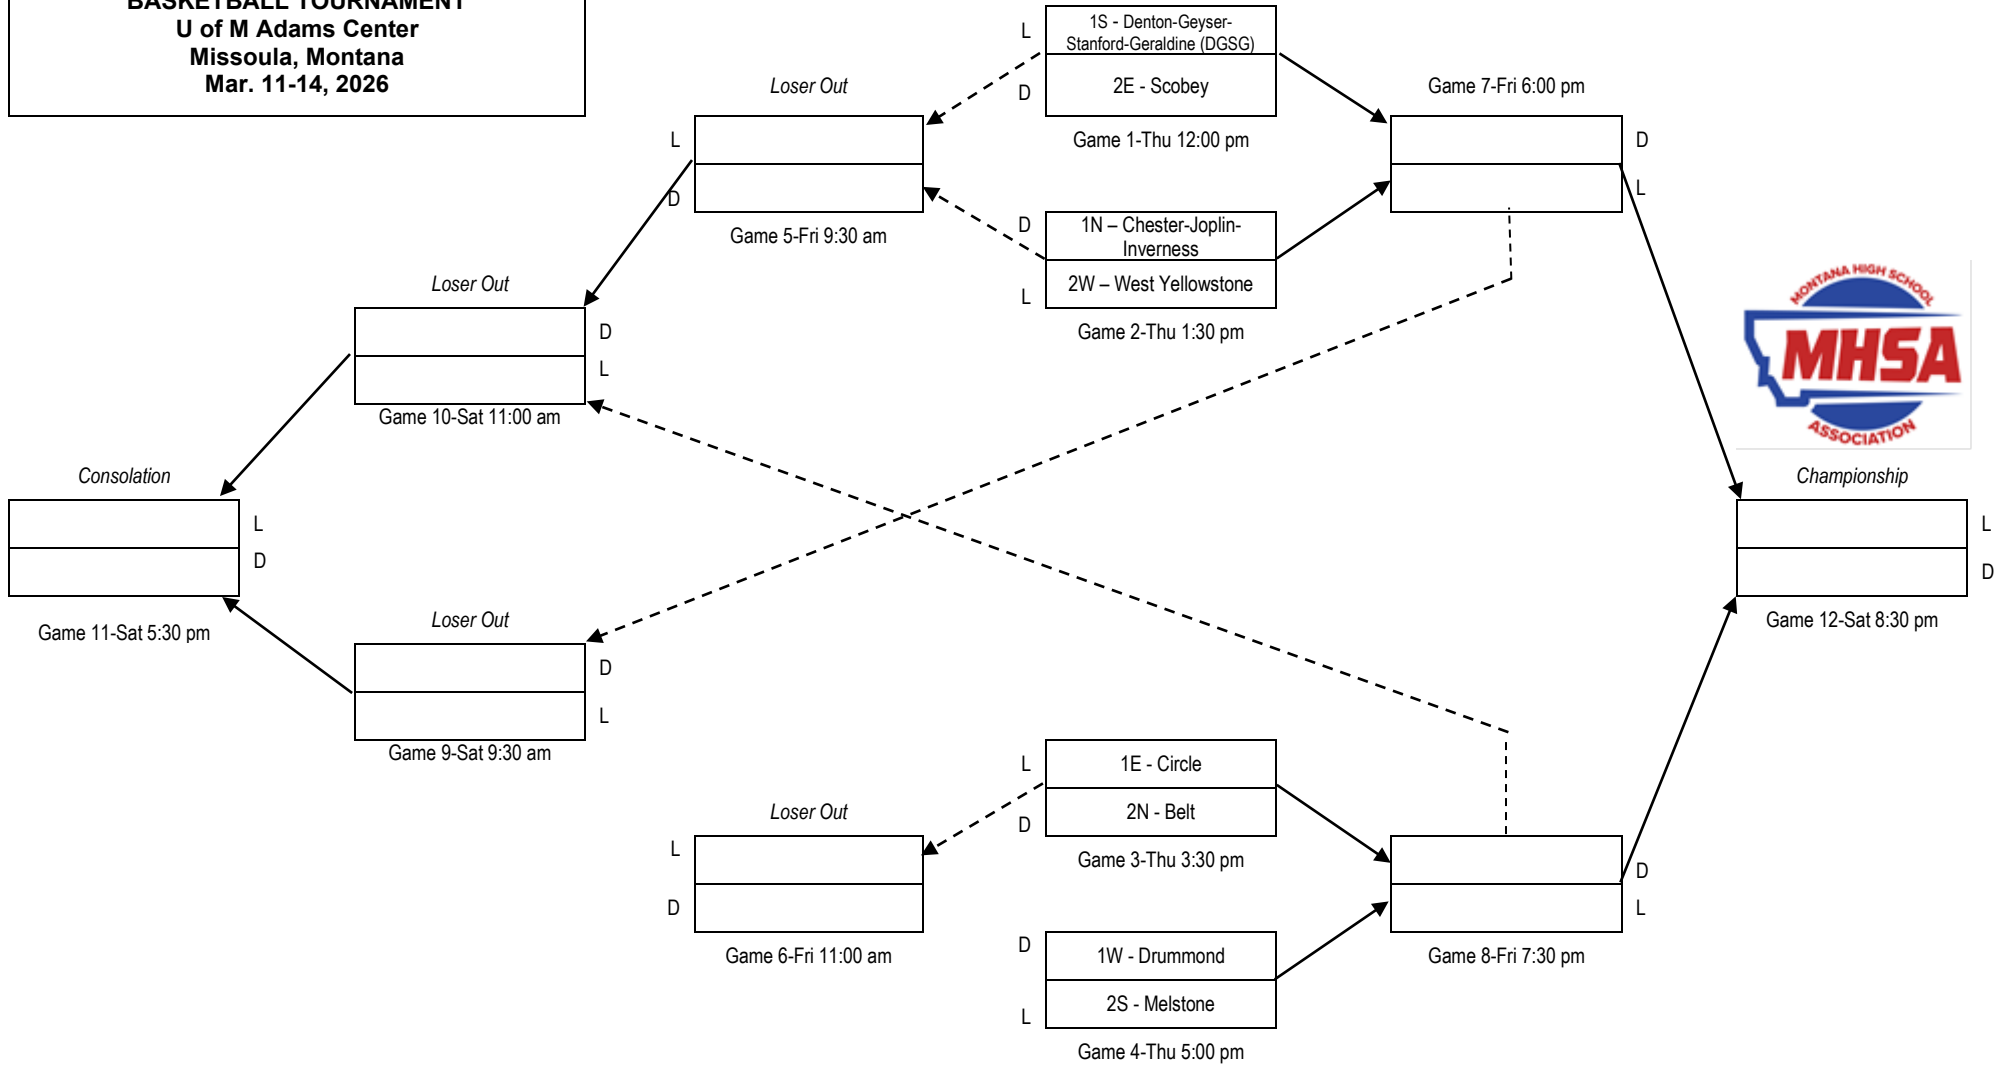 BASKETBALL TOURNAMENT
U of M Adams Center
Missoula, Montana
Mar. 11-14, 2026
L
1S - Denton-Geyser-
Stanford-Geraldine (DGSG)
D
2E - Scobey
Game 1-Thu 12:00 pm
Loser Out
L
D
Game 5-Fri 9:30 am
D
1N – Chester-Joplin-
Inverness
2W – West Yellowstone
L
Game 2-Thu 1:30 pm
Game 7-Fri 6:00 pm
D
L
Loser Out
D
L
Game 10-Sat 11:00 am
MONTANA HIGH SCHOOL
MHSA
ASSOCIATION
Consolation
L
D
Game 11-Sat 5:30 pm
Championship
L
D
Game 12-Sat 8:30 pm
Loser Out
D
L
Game 9-Sat 9:30 am
L
1E - Circle
2N - Belt
D
Game 3-Thu 3:30 pm
Loser Out
L
D
Game 6-Fri 11:00 am
D
1W - Drummond
2S - Melstone
L
Game 4-Thu 5:00 pm
D
L
Game 8-Fri 7:30 pm